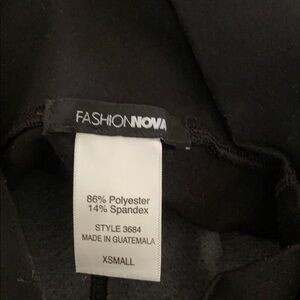 FASHIONNOVA
86% Polyester
14% Spandex
STYLE 3684
MADE IN GUATEMALA
XSMALL